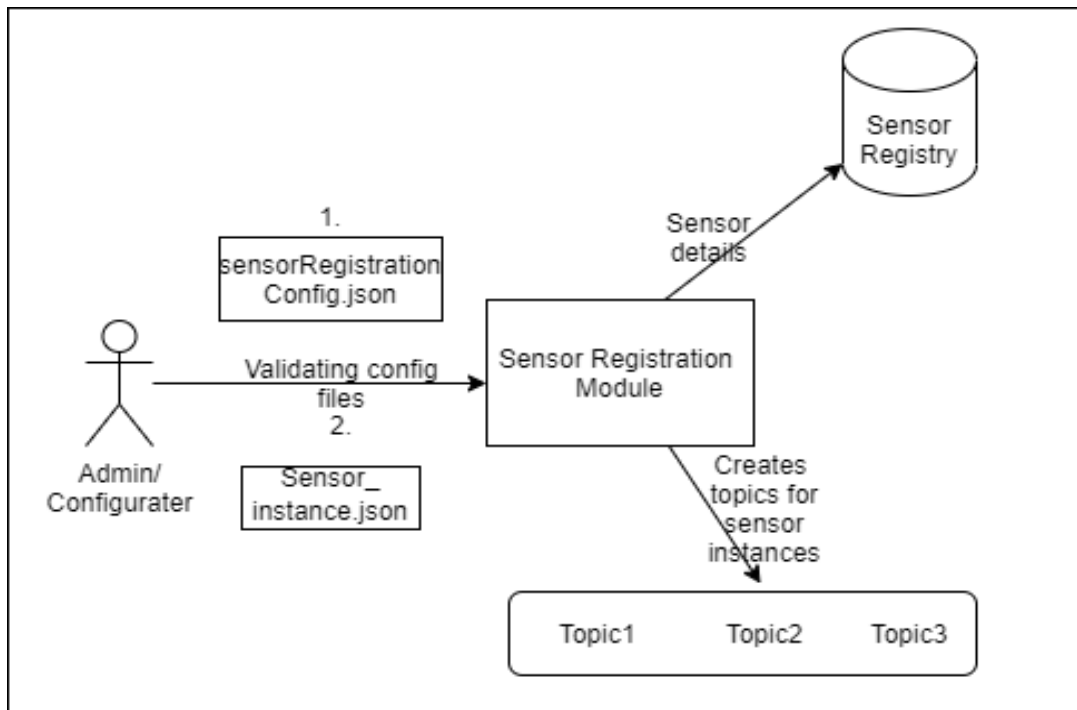 Sensor
Registry
Sensor
details
1.
sensorRegistration
Config.json
Validating config
files
2.
Sensor_
instance.json
Admin/
Configurater
Sensor Registration
Module
Creates
topics for
sensor
instances
Topic1 Topic2 Topic3